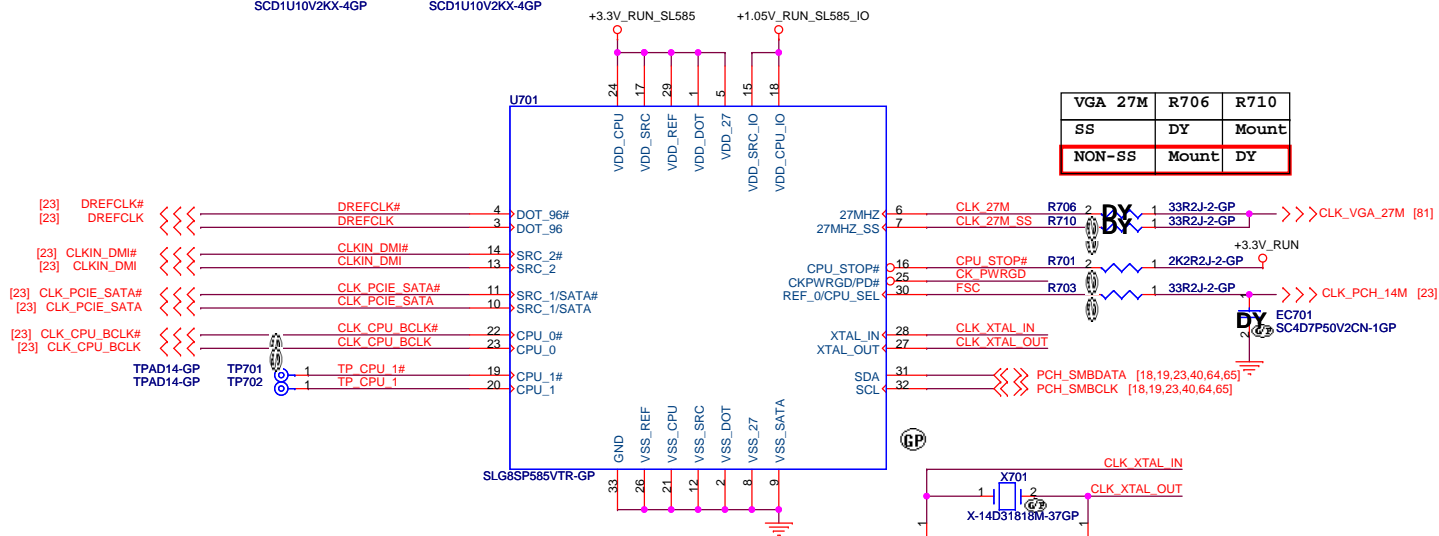 SCD1U10V2KX-4GP SCD1U10V2KX-4GP
+3.3V_RUN_SL585 +1.05V_RUN_SL585_IO
24 17 29 1 5 15 18
U701
VDD_CPU VDD_SRC VDD_REF VDD_DOT VDD_27 VDD_SRC_IO VDD_CPU_IO
VGA 27M R706 R710
SS DY Mount
NON-SS Mount DY
[23] DREFCLK# DREFCLK# 4 DOT_96#
[23] DREFCLK DREFCLK 3 DOT_96
[23] CLKIN_DMI# CLKIN_DMI# 14 SRC_2#
[23] CLKIN_DMI CLKIN_DMI 13 SRC_2
[23] CLK_PCIE_SATA# CLK_PCIE_SATA# 11 SRC_1/SATA#
[23] CLK_PCIE_SATA CLK_PCIE_SATA 10 SRC_1/SATA
[23] CLK_CPU_BCLK# CLK_CPU_BCLK# 22 CPU_0#
[23] CLK_CPU_BCLK CLK_CPU_BCLK 23 CPU_0
TPAD14-GP TP701 1 TP_CPU_1# 19 CPU_1#
TPAD14-GP TP702 1 TP_CPU_1 20 CPU_1
27MHZ 6 CLK_27M R706 2 DY 1 33R2J-2-GP CLK_VGA_27M [81]
27MHZ_SS 7 CLK_27M_SS R710 DY 1 33R2J-2-GP
+3.3V_RUN
CPU_STOP# 16 CPU_STOP# R701 2 1 2K2R2J-2-GP
CKPWRGD/PD# 25 CK_PWRGD
REF_0/CPU_SEL 30 FSC R703 1 33R2J-2-GP CLK_PCH_14M [23]
1 EC701
DY SC4D7P50V2CN-1GP
G/P
2
XTAL_IN 28 CLK_XTAL_IN
XTAL_OUT 27 CLK_XTAL_OUT
SDA 31 PCH_SMBDATA [18,19,23,40,64,65]
SCL 32 PCH_SMBCLK [18,19,23,40,64,65]
GND VSS_REF VSS_CPU VSS_SRC VSS_DOT VSS_27 VSS_SATA
SLG8SP585VTR-GP
33 26 21 12 2 8 9
GP
CLK_XTAL_IN
X701
1 2 CLK_XTAL_OUT
G/P
X-14D31818M-37GP
1 1